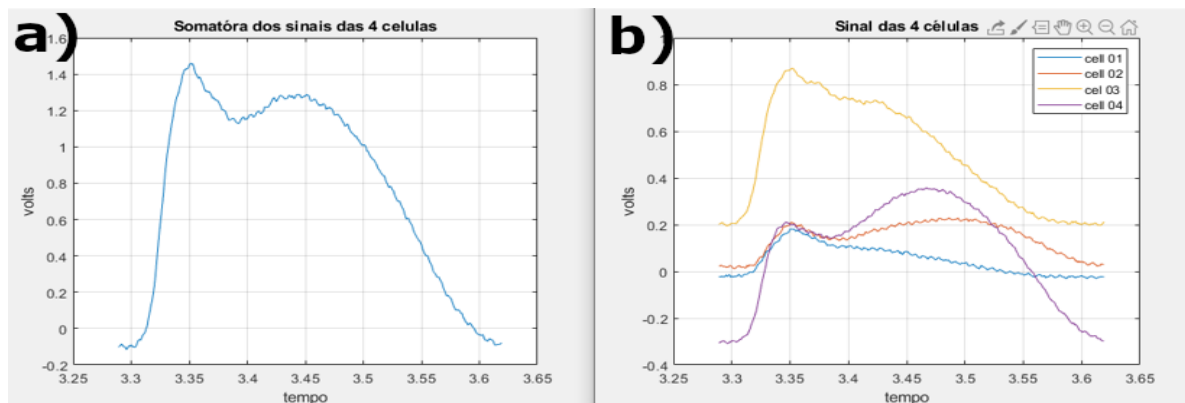 a)
Somatóra dos sinais das 4 celulas
1.6
1.4
1.2
1
0.8
0.6
0.4
0.2
0
-0.2
volts
3.25 3.3 3.35 3.4 3.45 3.5 3.55 3.6 3.65
tempo
b)
Sinal das 4 células
cell 01
cell 02
cel 03
cell 04
1
0.8
0.6
0.4
0.2
0
-0.2
-0.4
volts
3.25 3.3 3.35 3.4 3.45 3.5 3.55 3.6 3.65
tempo